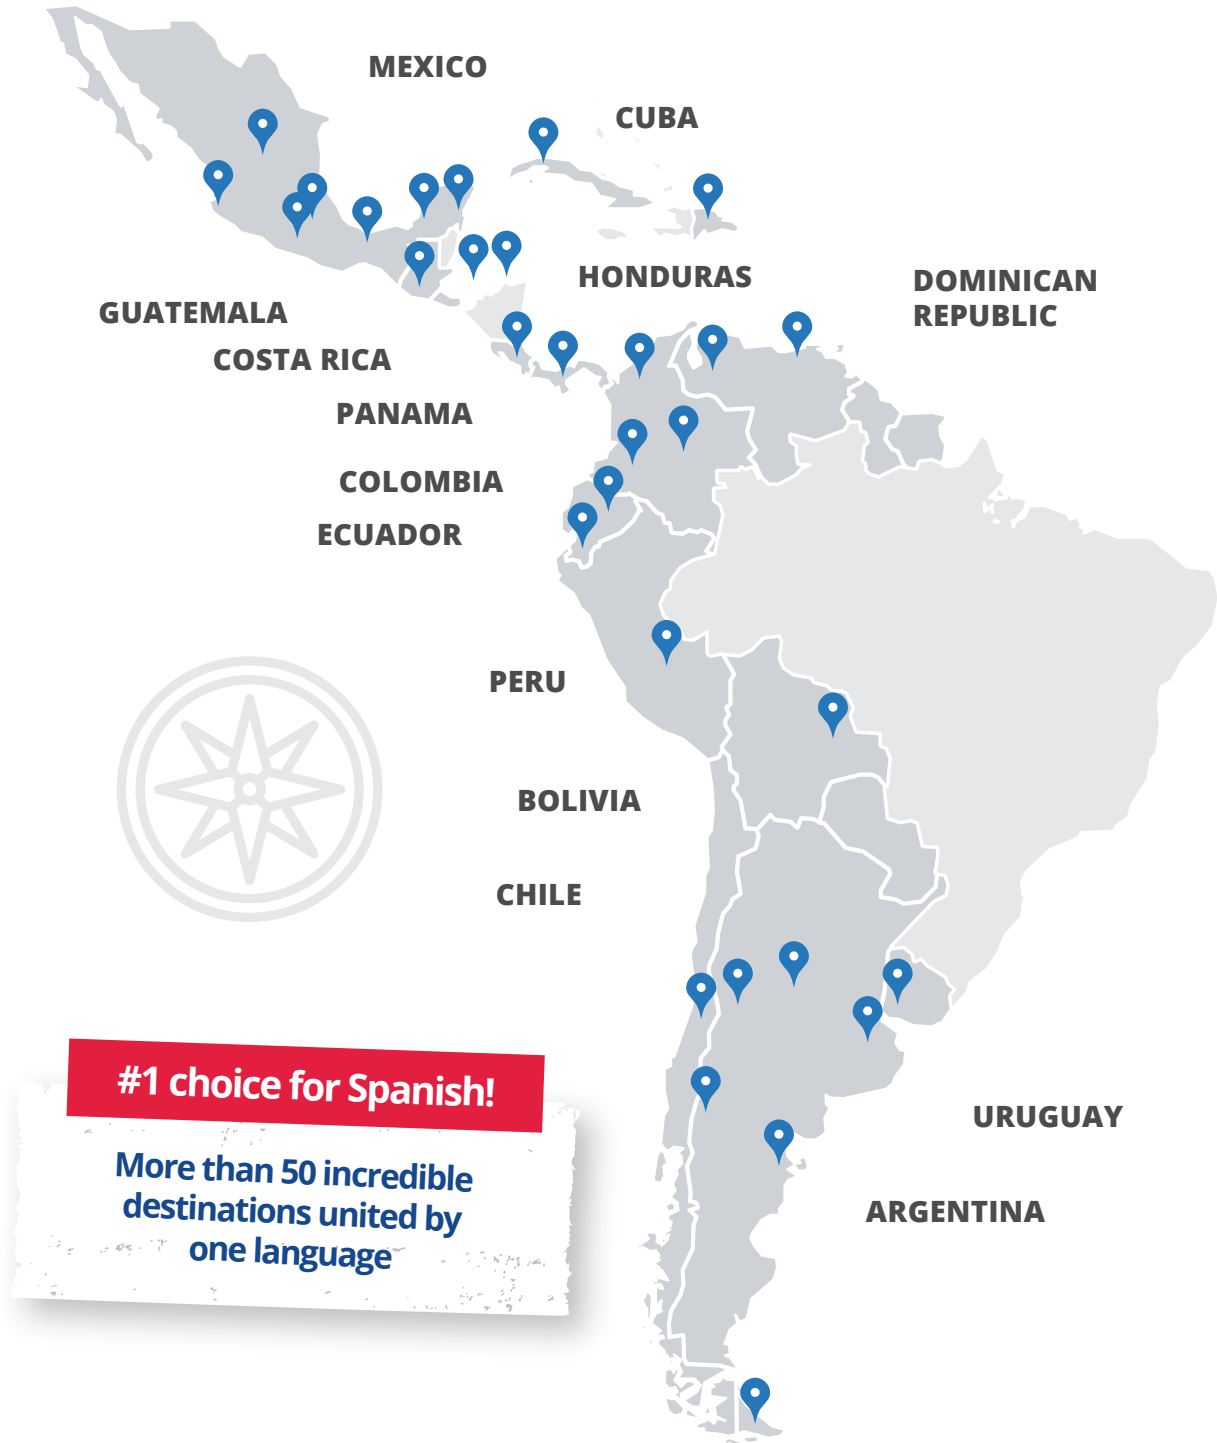 MEXICO
CUBA
HONDURAS
DOMINICAN
REPUBLIC
GUATEMALA
COSTA RICA
PANAMA
COLOMBIA
ECUADOR
PERU
BOLIVIA
CHILE
#1 choice for Spanish!
More than 50 incredible
destinations united by
one language
URUGUAY
ARGENTINA